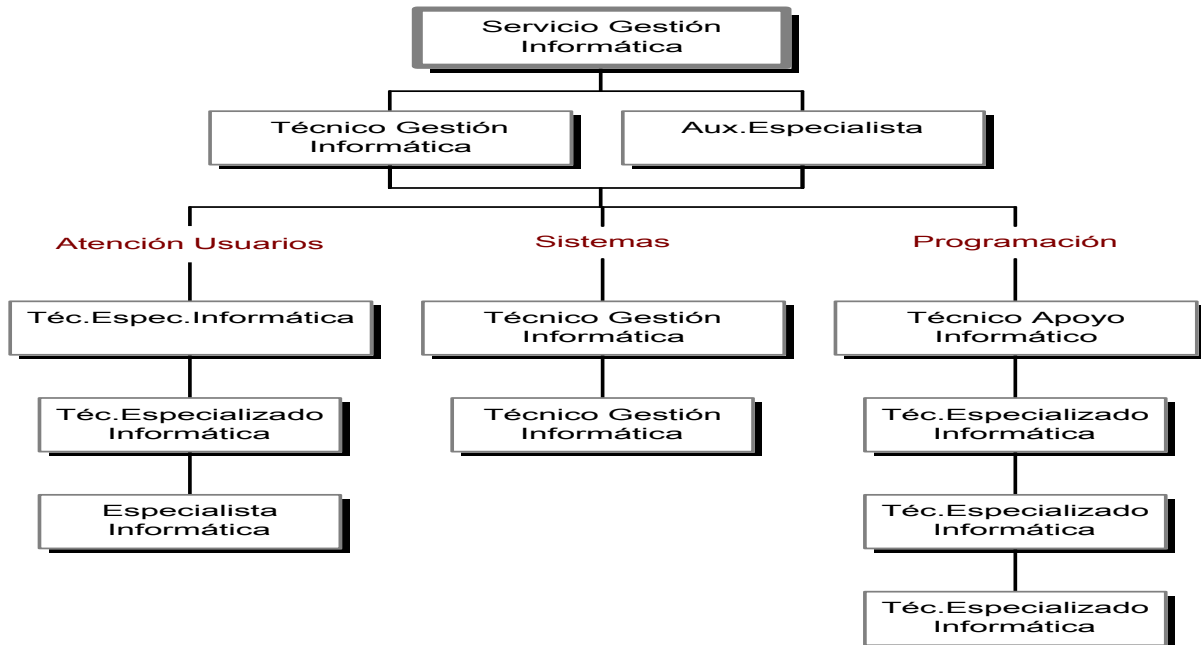 Servicio Gestión
Informática
Técnico Gestión
Informática
Aux.Especialista
Atención Usuarios
Sistemas
Programación
Téc.Espec.Informática
Técnico Gestión
Informática
Técnico Apoyo
Informático
Téc.Especializado
Informática
Técnico Gestión
Informática
Téc.Especializado
Informática
Especialista
Informática
Téc.Especializado
Informática
Téc.Especializado
Informática